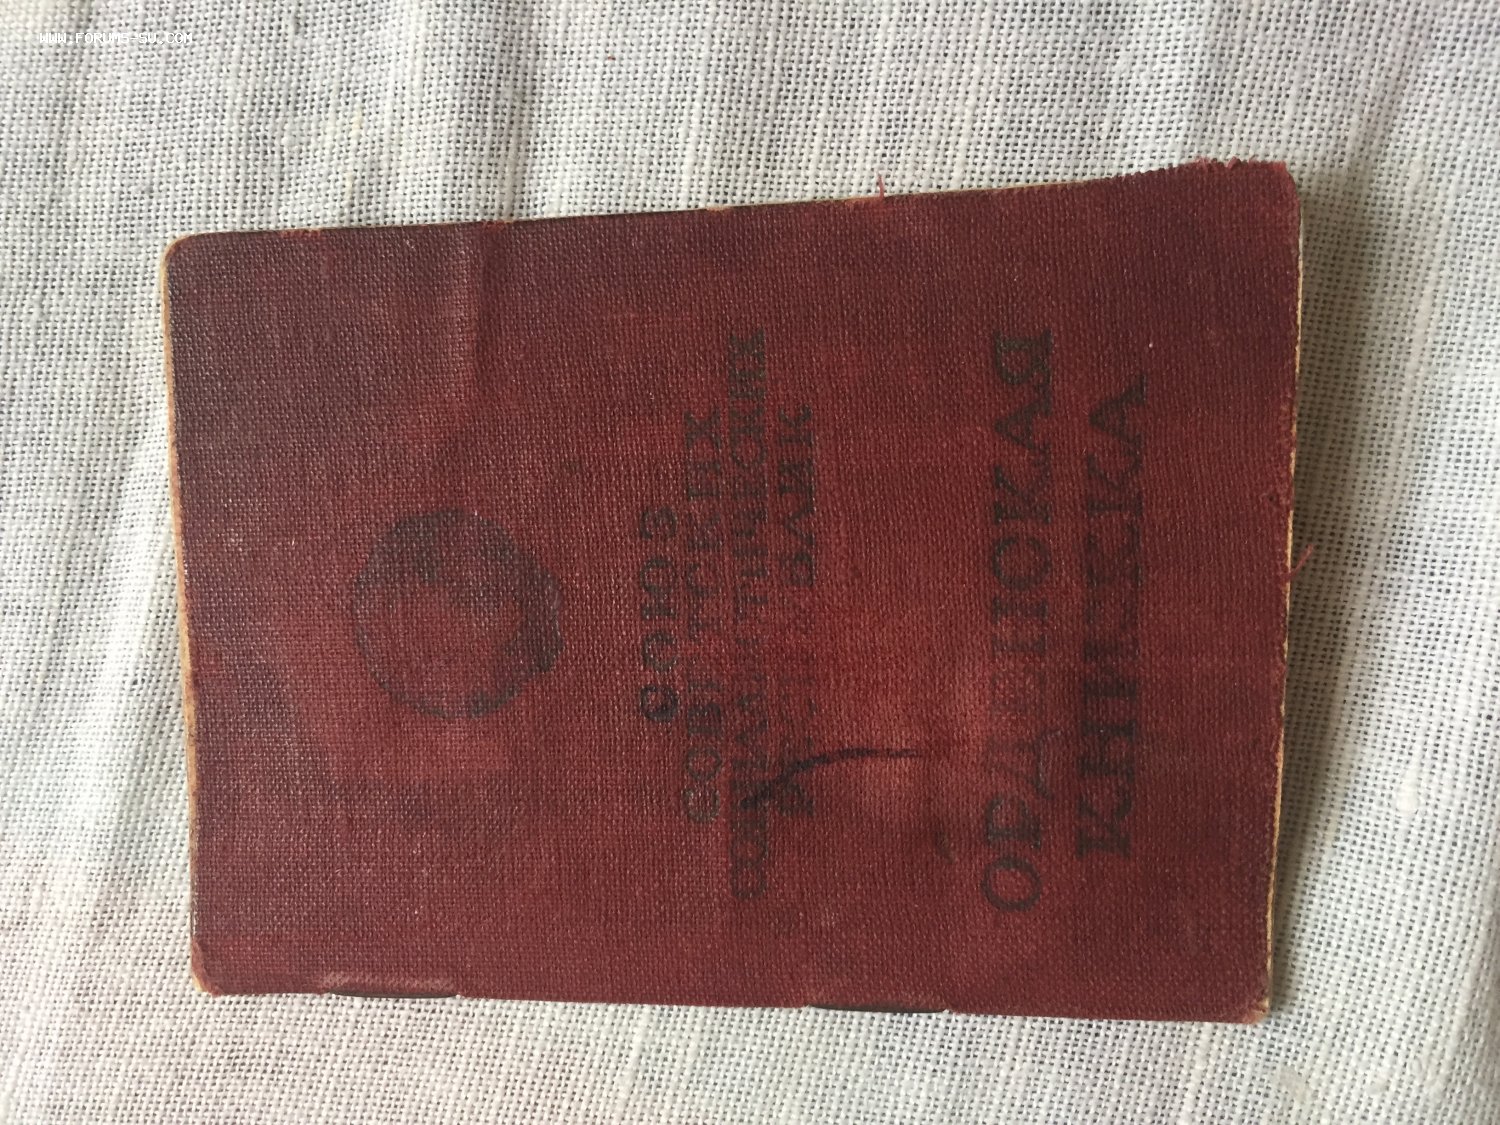 WWW.FORUMS-SU.COM
СОЮЗ
СОВЕТСКИХ
СОЦИАЛИСТИЧЕСКИХ
РЕСПУБЛИК
ОРДЕНСКАЯ
КНИЖКА